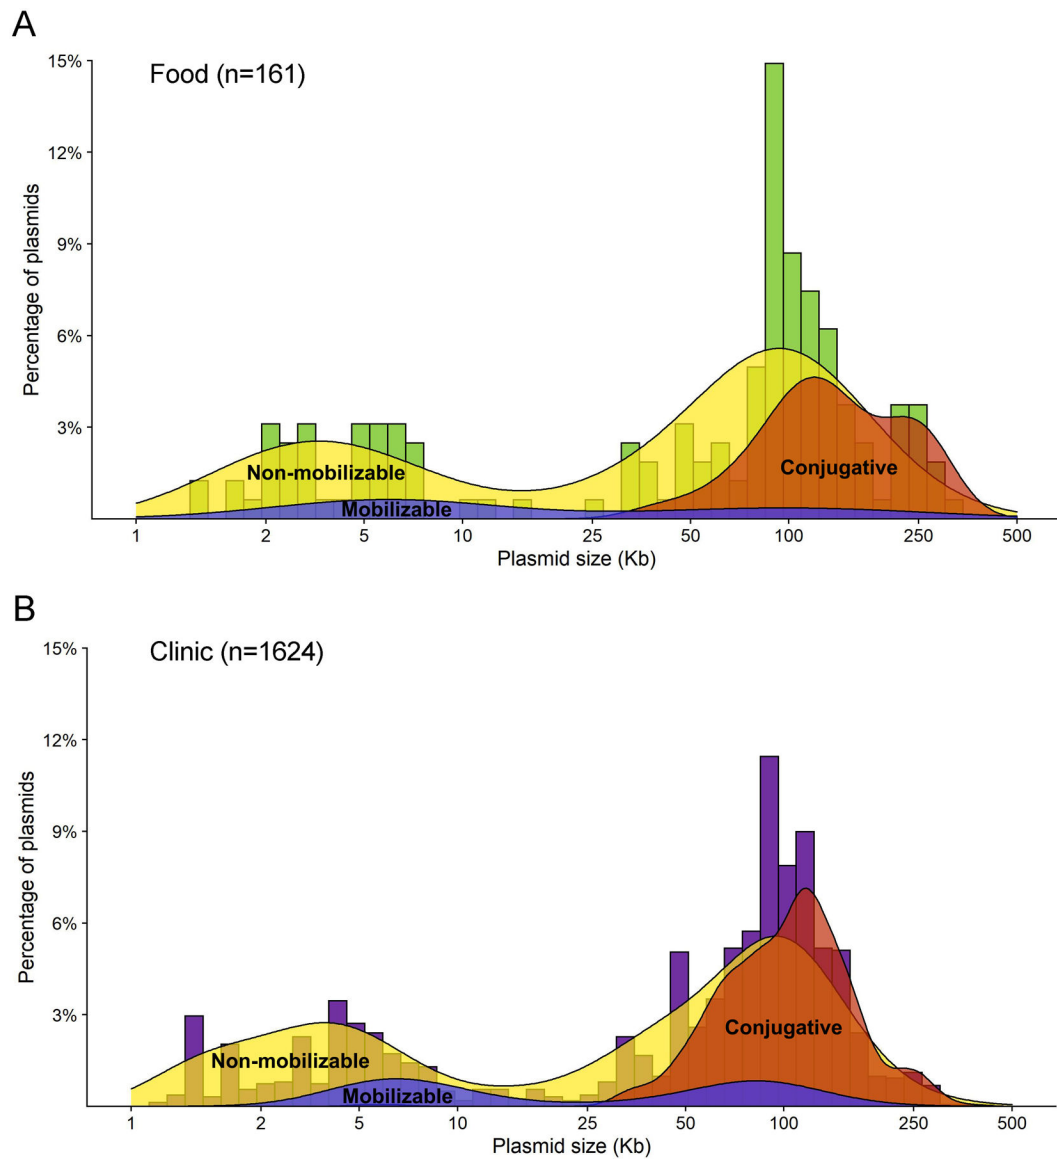 A
Food (n=161)
15%
12%
9%
6%
3%
Percentage of plasmids
Non-mobilizable
Mobilizable
Conjugative
1 2 5 10 25 50 100 250 500
Plasmid size (Kb)
B
Clinic (n=1624)
15%
12%
9%
6%
3%
Percentage of plasmids
Non-mobilizable
Mobilizable
Conjugative
1 2 5 10 25 50 100 250 500
Plasmid size (Kb)